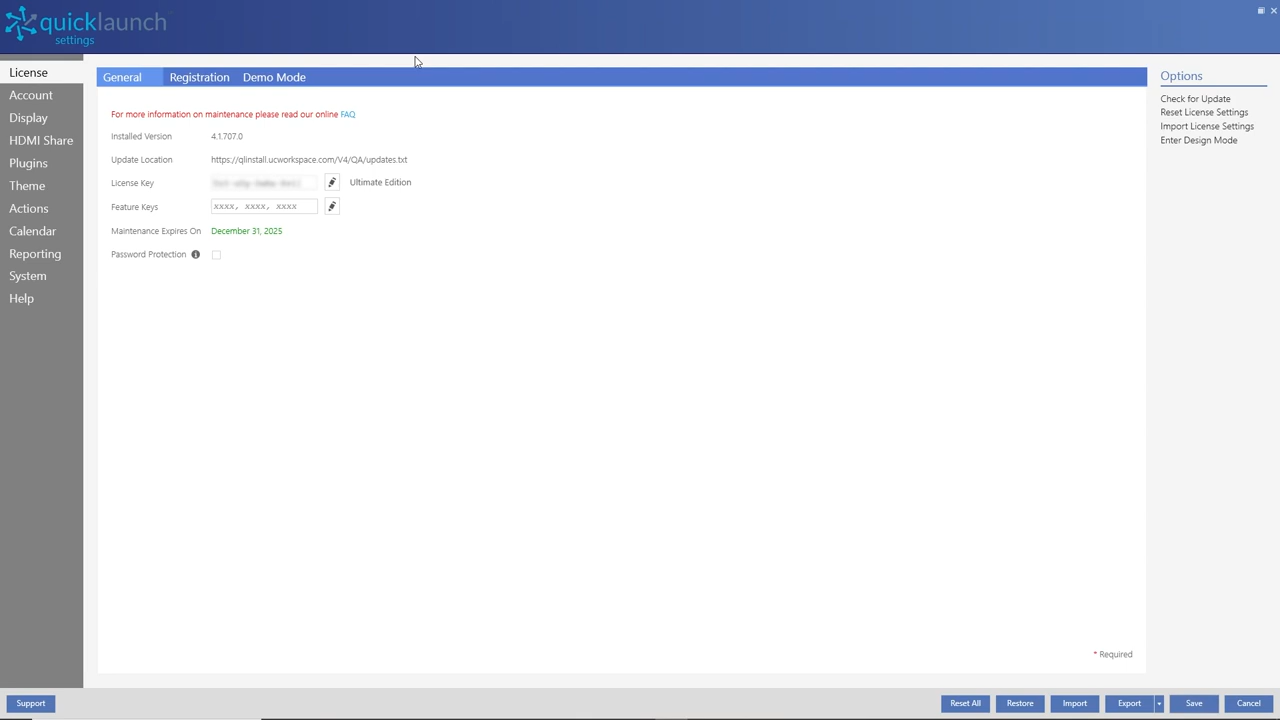 quicklaunch
settings
License
Account
Display
HDMI Share
Plugins
Theme
Actions
Calendar
Reporting
System
Help
General Registration Demo Mode
For more information on maintenance please read our online FAQ
Installed Version 4.1.707.0
Update Location https://qlinstall.ucworkspace.com/V4/QA/updates.txt
License Key Ultimate Edition
Feature Keys xxxx, xxxx, xxxx
Maintenance Expires On December 31, 2025
Password Protection
* Required
Options
Check for Update
Reset License Settings
Import License Settings
Enter Design Mode
Support Reset All Restore Import Export Save Cancel